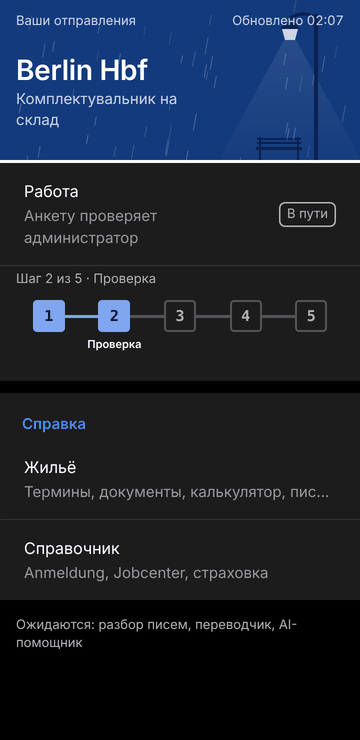 Ваши отправления
Обновлено 02:07
Berlin Hbf
Комплектувальник на
склад
Работа
Анкету проверяет
администратор
В пути
Шаг 2 из 5 · Проверка
1 2 3 4 5
Проверка
Справка
Жильё
Термины, документы, калькулятор, пис...
Справочник
Anmeldung, Jobcenter, страховка
Ожидаются: разбор писем, переводчик, AI-
помощник